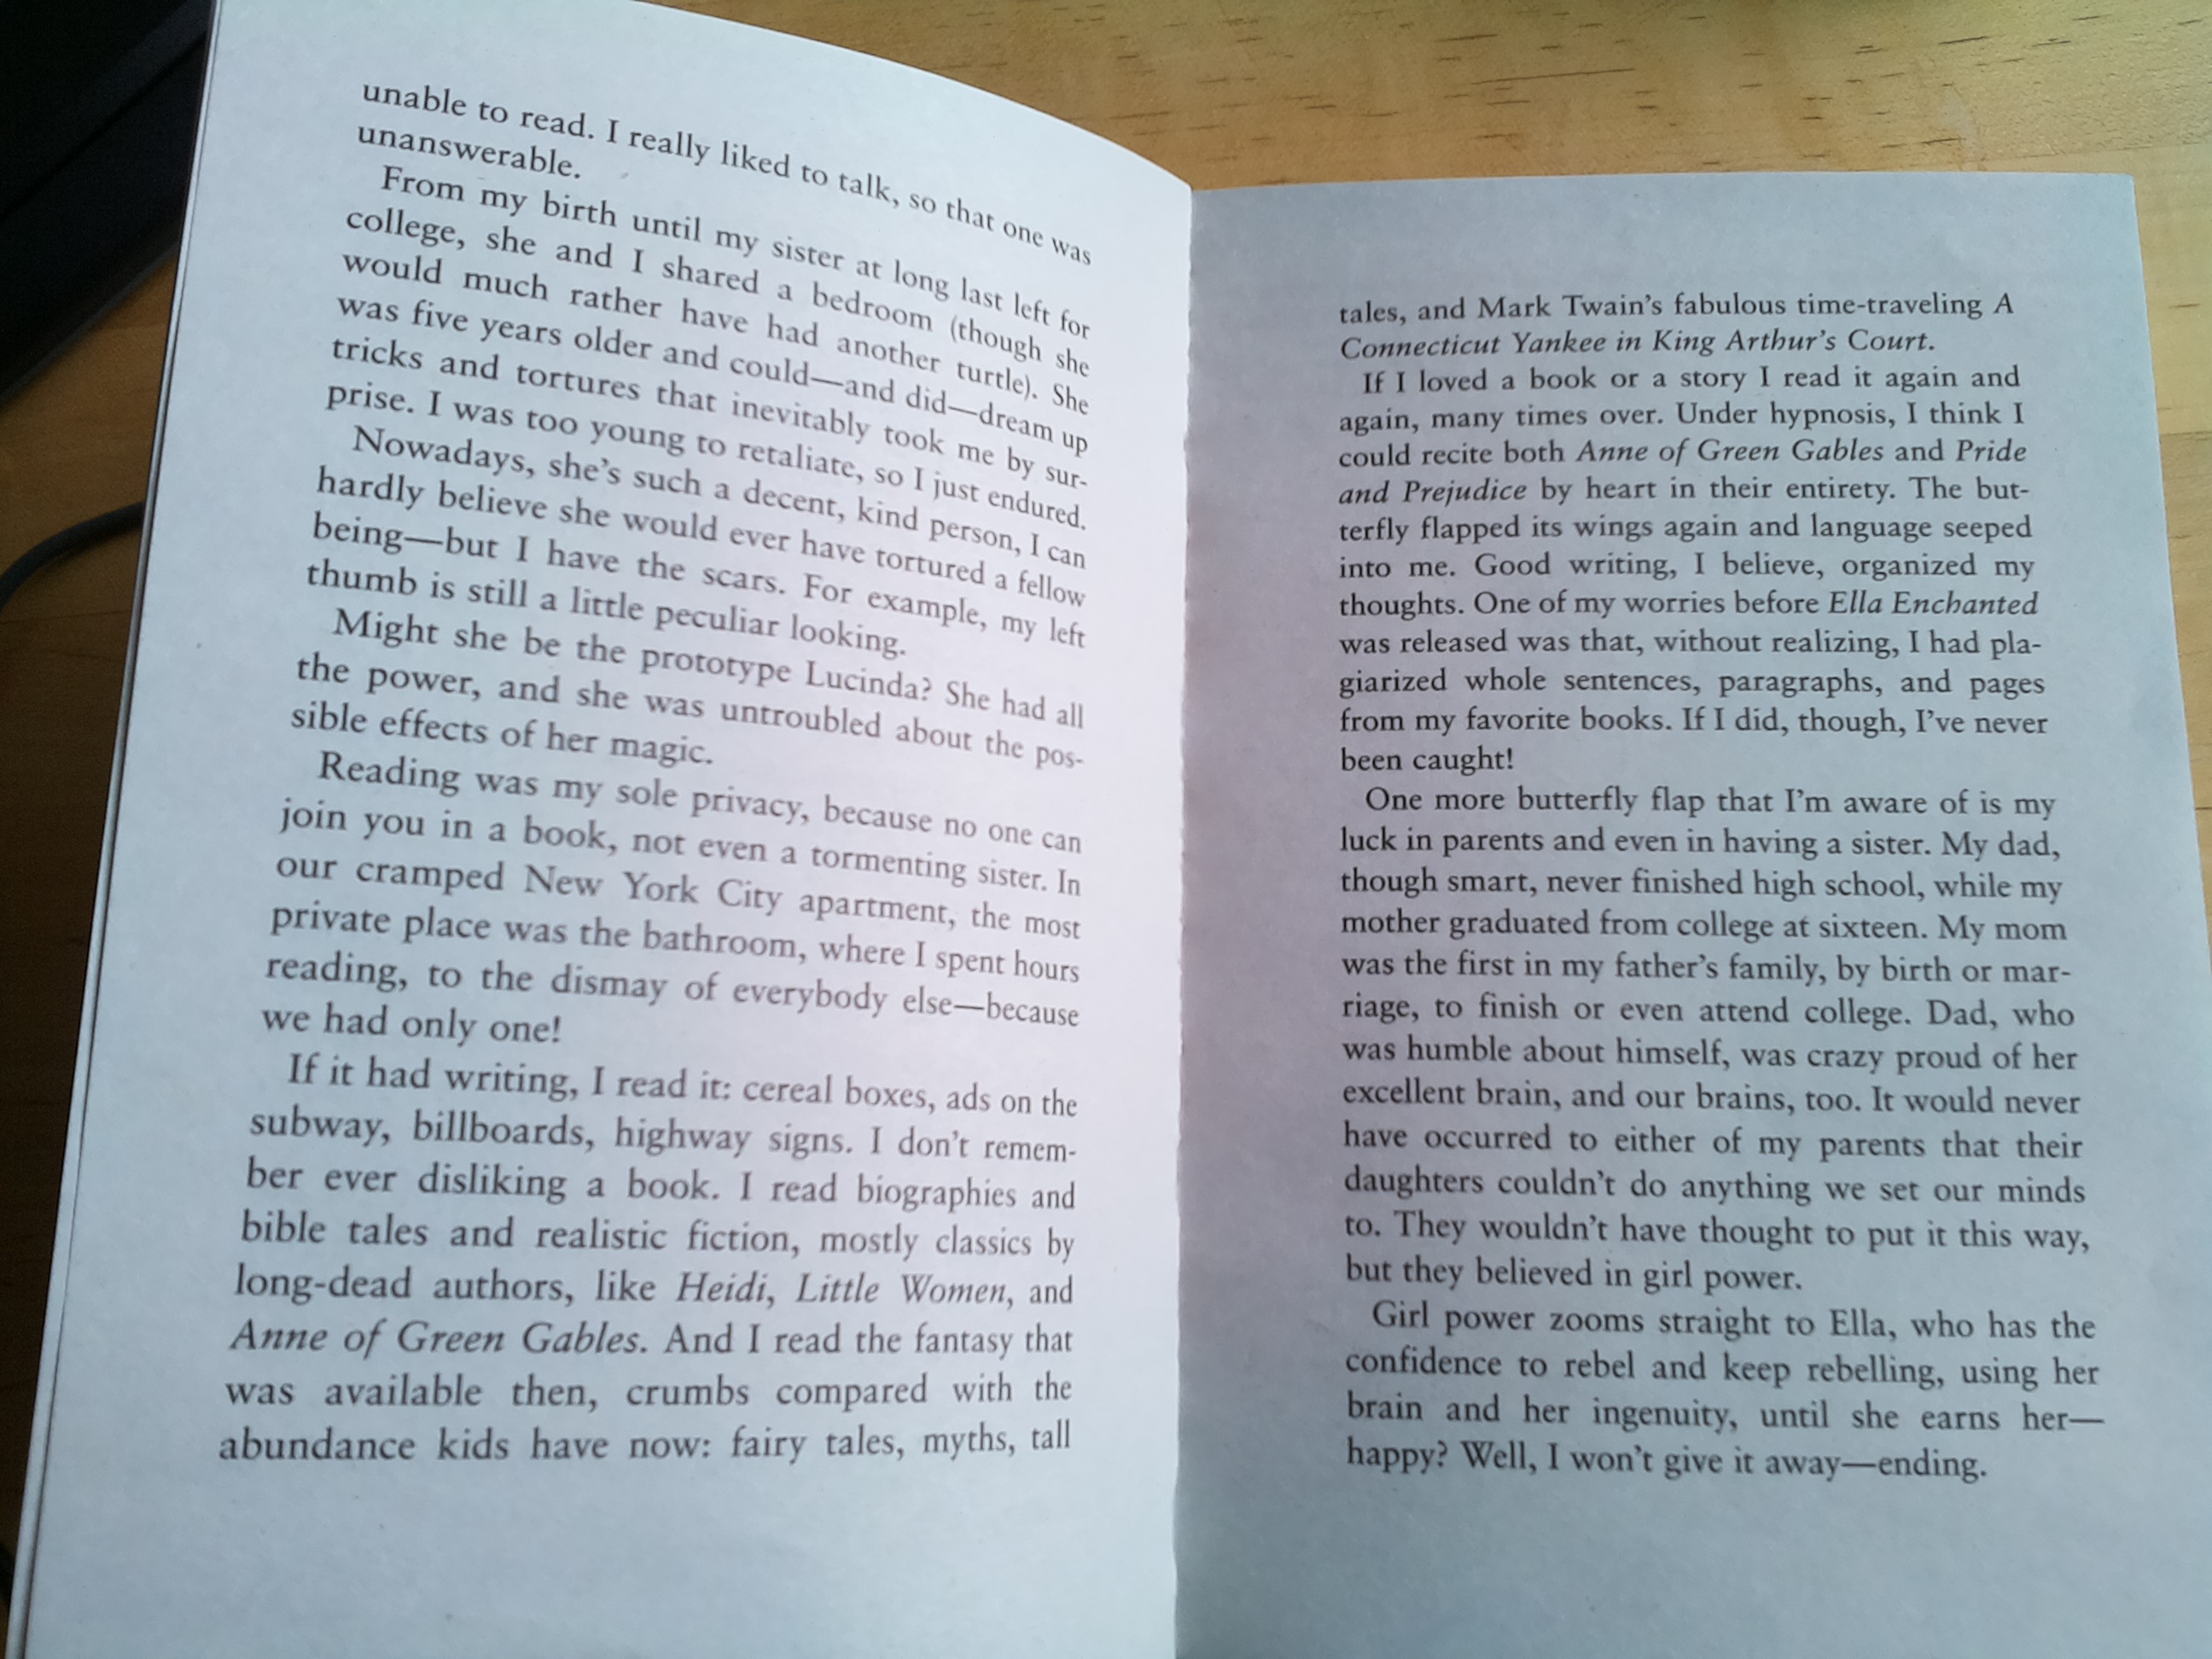 unable to read. I really liked to talk, so that one was
unanswerable.
From my birth until my sister at long last left for
college, she and I shared a bedroom (though she
would much rather have had another turtle). She
was five years older and could—and did—dream up
tricks and tortures that inevitably took me by sur-
prise. I was too young to retaliate, so I just endured.
Nowadays, she's such a decent, kind person, I can
hardly believe she would ever have tortured a fellow
being—but I have the scars. For example, my left
thumb is still a little peculiar looking.
Might she be the prototype Lucinda? She had all
the power, and she was untroubled about the pos-
sible effects of her magic.
Reading was my sole privacy, because no one can
join you in a book, not even a tormenting sister. In
our cramped New York City apartment, the most
private place was the bathroom, where I spent hours
reading, to the dismay of everybody else—because
we had only one!
If it had writing, I read it: cereal boxes, ads on the
subway, billboards, highway signs. I don't remem-
ber ever disliking a book. I read biographies and
bible tales and realistic fiction, mostly classics by
long-dead authors, like Heidi, Little Women, and
Anne of Green Gables. And I read the fantasy that
was available then, crumbs compared with the
abundance kids have now: fairy tales, myths, tall
tales, and Mark Twain's fabulous time-traveling A
Connecticut Yankee in King Arthur's Court.
If I loved a book or a story I read it again and
again, many times over. Under hypnosis, I think I
could recite both Anne of Green Gables and Pride
and Prejudice by heart in their entirety. The but-
terfly flapped its wings again and language seeped
into me. Good writing, I believe, organized my
thoughts. One of my worries before Ella Enchanted
was released was that, without realizing, I had pla-
giarized whole sentences, paragraphs, and pages
from my favorite books. If I did, though, I've never
been caught!
One more butterfly flap that I'm aware of is my
luck in parents and even in having a sister. My dad,
though smart, never finished high school, while my
mother graduated from college at sixteen. My mom
was the first in my father's family, by birth or mar-
riage, to finish or even attend college. Dad, who
was humble about himself, was crazy proud of her
excellent brain, and our brains, too. It would never
have occurred to either of my parents that their
daughters couldn't do anything we set our minds
to. They wouldn't have thought to put it this way,
but they believed in girl power.
Girl power zooms straight to Ella, who has the
confidence to rebel and keep rebelling, using her
brain and her ingenuity, until she earns her—
happy? Well, I won't give it away—ending.